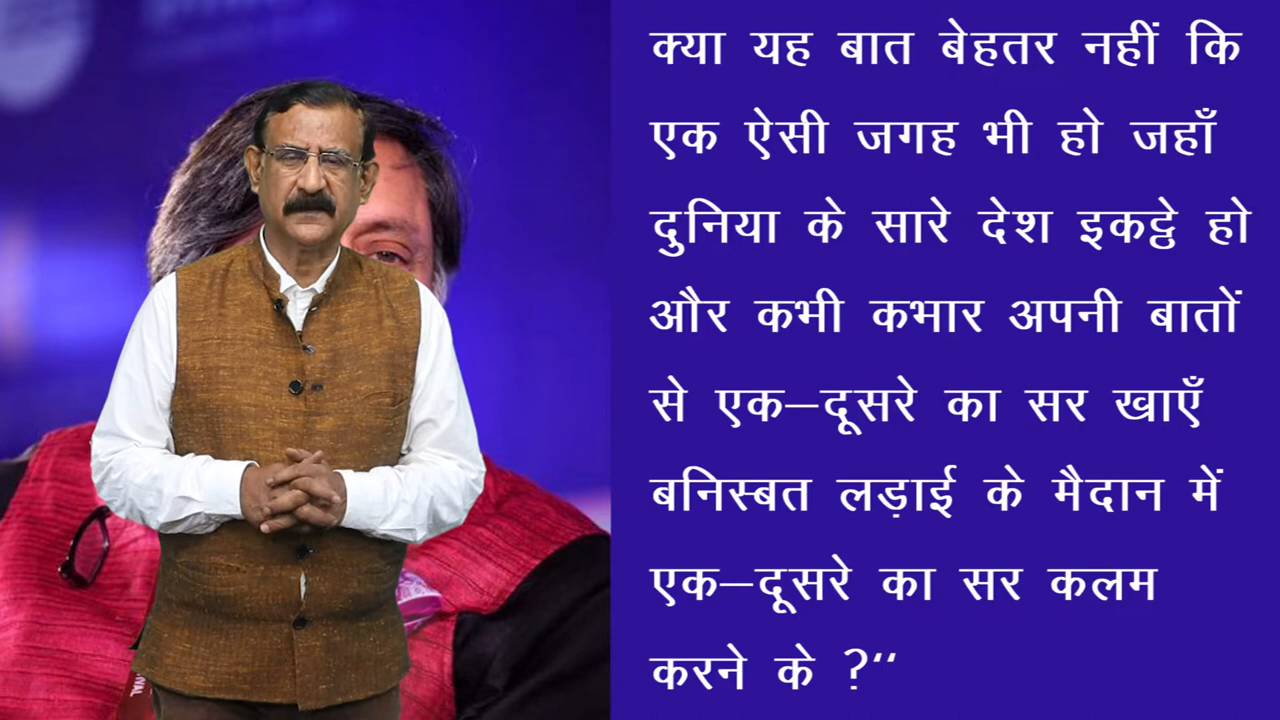 क्या यह बात बेहतर नहीं कि
एक ऐसी जगह भी हो जहाँ
दुनिया के सारे देश इकट्ठे हो
और कभी कभार अपनी बातों
से एक–दूसरे का सर खाएँ
बनिस्बत लड़ाई के मैदान में
एक–दूसरे का सर कलम
करने के ?“